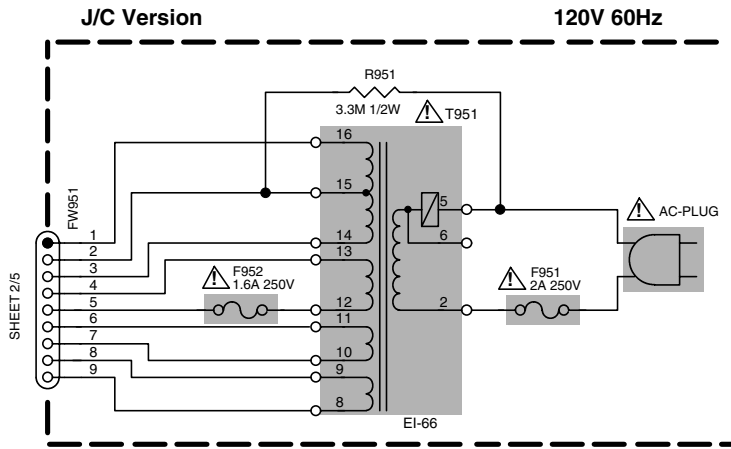 J/C Version
120V 60Hz
R951
3.3M 1/2W
T951
16
15
14
13
12
11
10
9
8
5
6
2
AC-PLUG
F951
2A 250V
F952
1.6A 250V
FW951
1
2
3
4
5
6
7
8
9
SHEET 2/5
EI-66